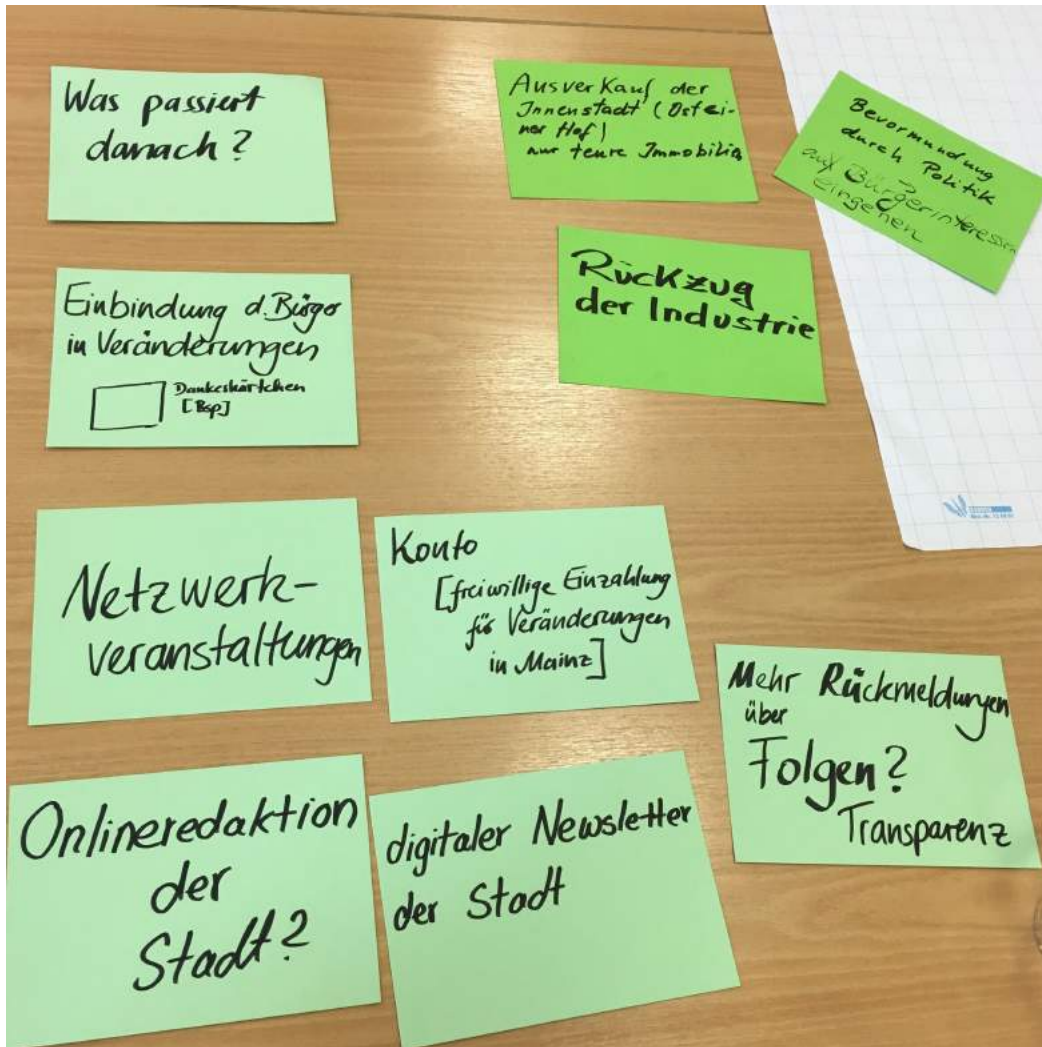 Was passiert
danach?
Ausverkauf der
Innenstadt (Ostei-
ner Hof)
nur teure Immobilie
Bevormundung
durch Politik
auf Bürgerinteressen
eingehen
Rückzug
der Industrie
Einbindung d. Bürger
in Veränderungen
Dankeskärtchen
[Bsp]
Netzwerk-
veranstaltungen
Konto
[freiwillige Einzahlung
für Veränderungen
in Mainz]
Mehr Rückmeldungen
über
Folgen?
Transparenz
Onlineredaktion
der
Stadt?
digitaler Newsletter
der Stadt